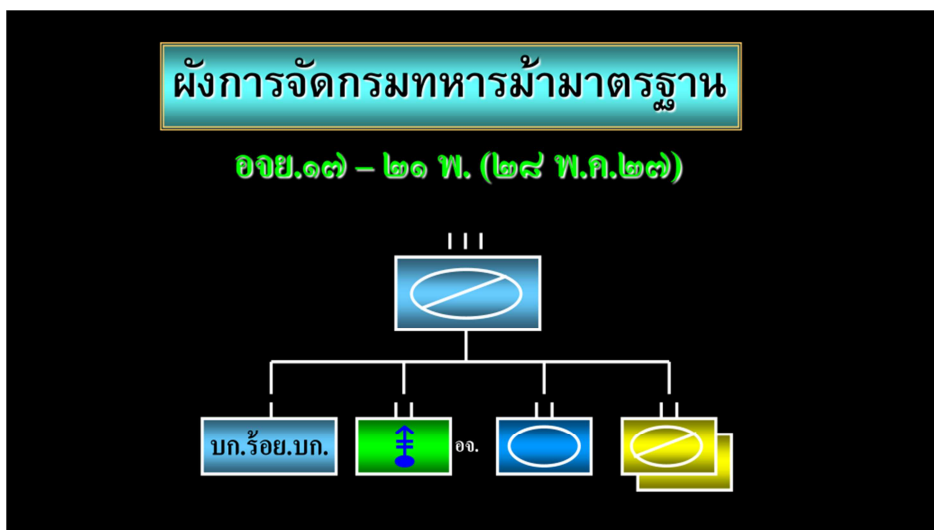 ผังการจัดกรมทหารม้ามาตรฐาน
อจย.๑๗ – ๒๑ พ. (๒๘ พ.ค.๒๗)
บก.ร้อย.บก.
อจ.